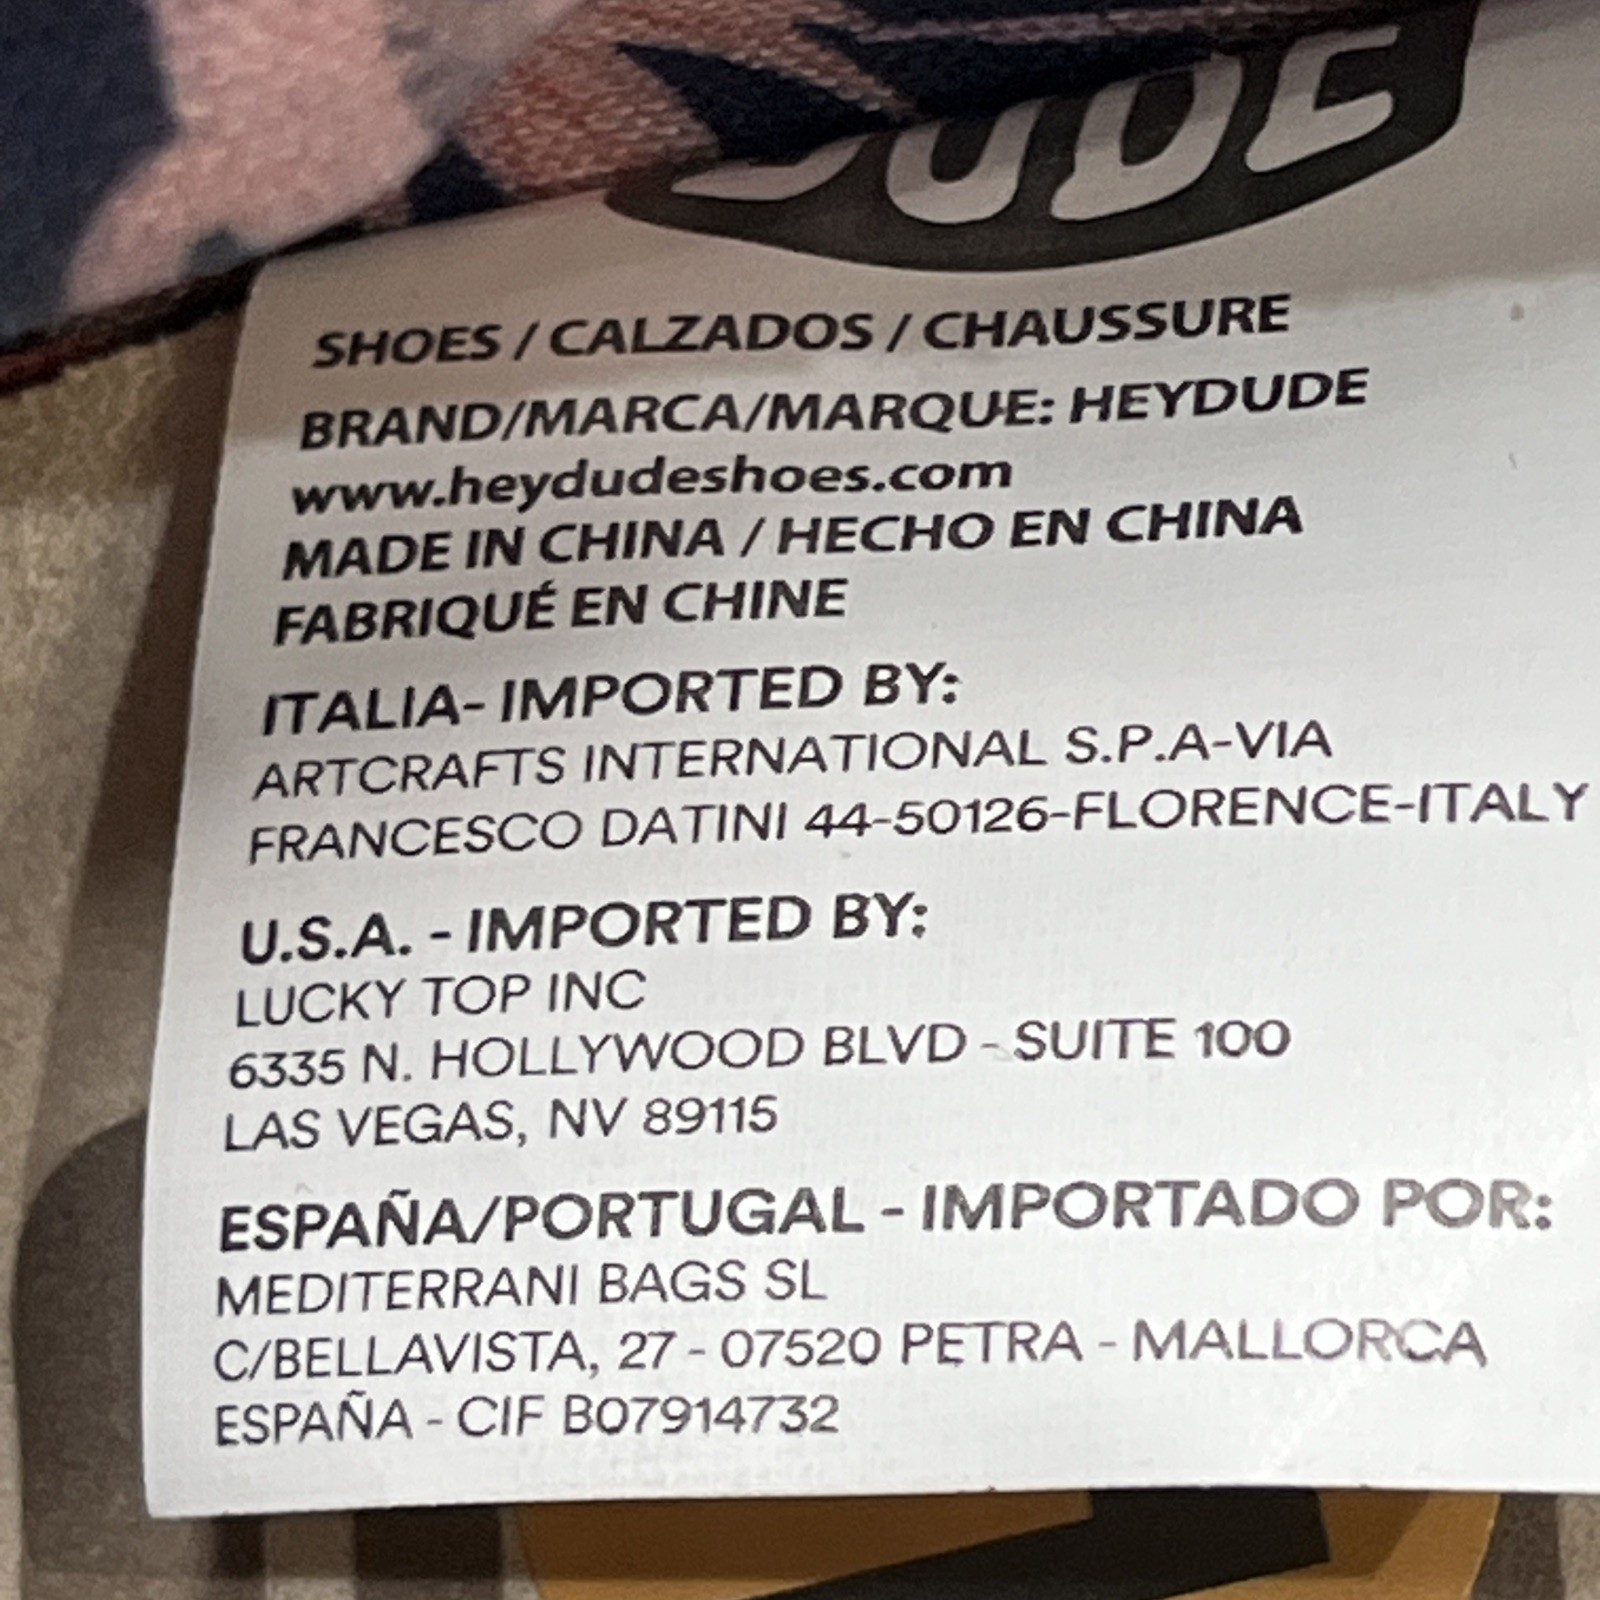 DUDE
SHOES / CALZADOS / CHAUSSURE
BRAND/MARCA/MARQUE: HEYDUDE
www.heydudeshoes.com
MADE IN CHINA / HECHO EN CHINA
FABRIQUÉ EN CHINE
ITALIA- IMPORTED BY:
ARTCRAFTS INTERNATIONAL S.P.A-VIA
FRANCESCO DATINI 44-50126-FLORENCE-ITALY
U.S.A. - IMPORTED BY:
LUCKY TOP INC
6335 N. HOLLYWOOD BLVD - SUITE 100
LAS VEGAS, NV 89115
ESPAÑA/PORTUGAL - IMPORTADO POR:
MEDITERRANI BAGS SL
C/BELLAVISTA, 27 - 07520 PETRA - MALLORCA
ESPAÑA - CIF B07914732